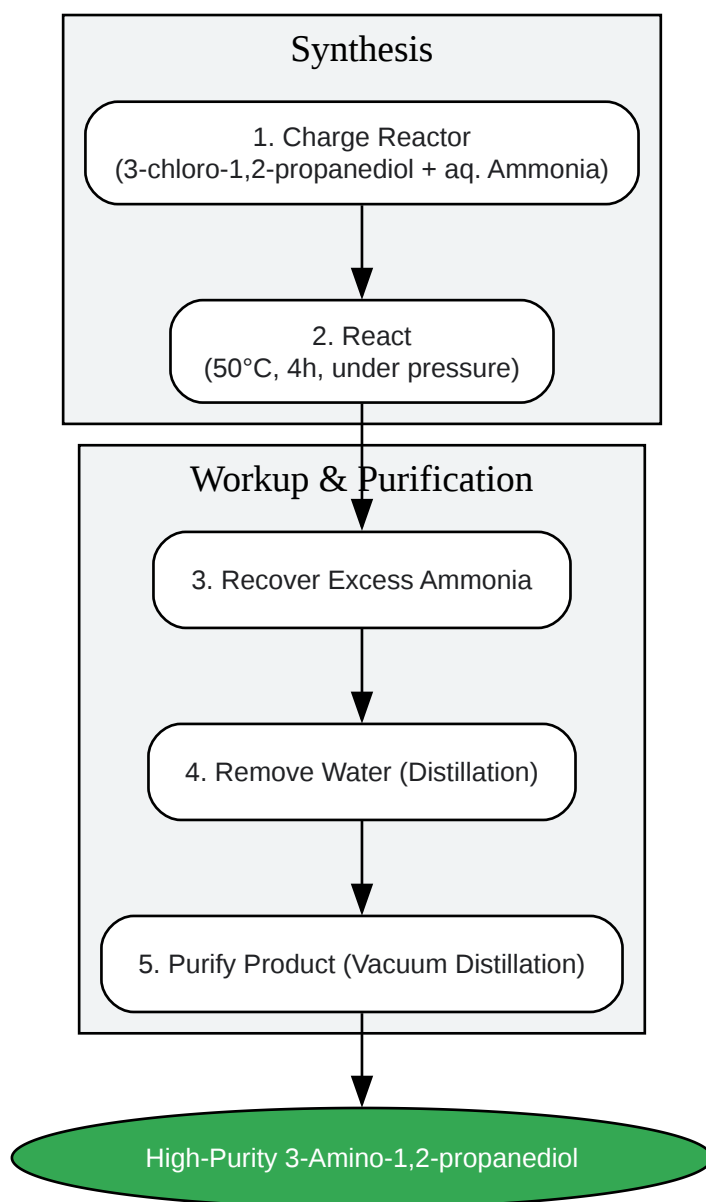 Synthesis
1. Charge Reactor
(3-chloro-1,2-propanediol + aq. Ammonia)
2. React
(50°C, 4h, under pressure)
Workup & Purification
3. Recover Excess Ammonia
4. Remove Water (Distillation)
5. Purify Product (Vacuum Distillation)
High-Purity 3-Amino-1,2-propanediol